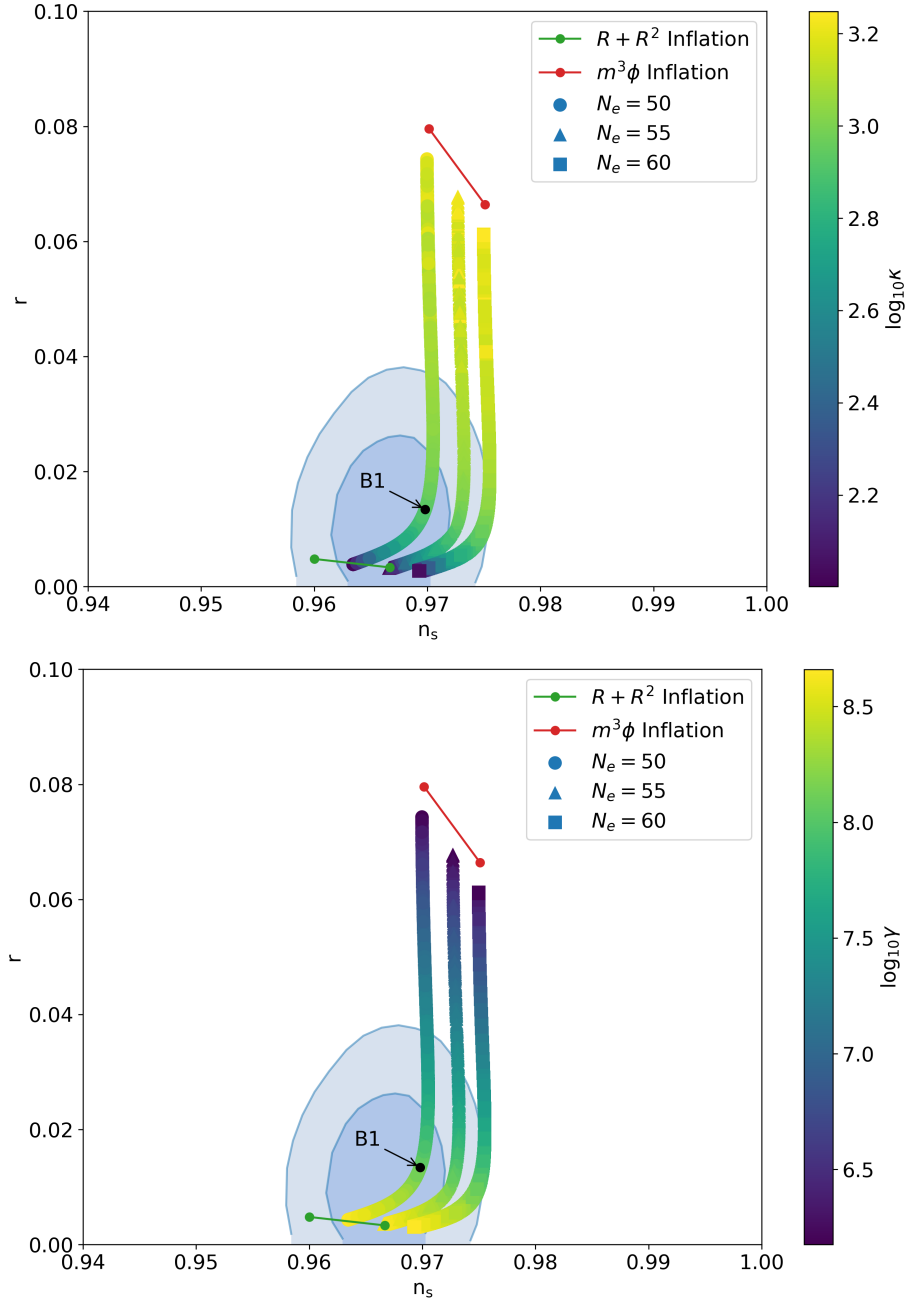 0.10
0.08
0.06
0.04
0.02
0.00
r
R + R² Inflation
m³ϕ Inflation
Nₑ = 50
Nₑ = 55
Nₑ = 60
B1
0.94 0.95 0.96 0.97 0.98 0.99 1.00
nₛ
3.2
3.0
2.8
2.6
2.4
2.2
log₁₀κ
0.10
0.08
0.06
0.04
0.02
0.00
r
R + R² Inflation
m³ϕ Inflation
Nₑ = 50
Nₑ = 55
Nₑ = 60
B1
0.94 0.95 0.96 0.97 0.98 0.99 1.00
nₛ
8.5
8.0
7.5
7.0
6.5
log₁₀γ